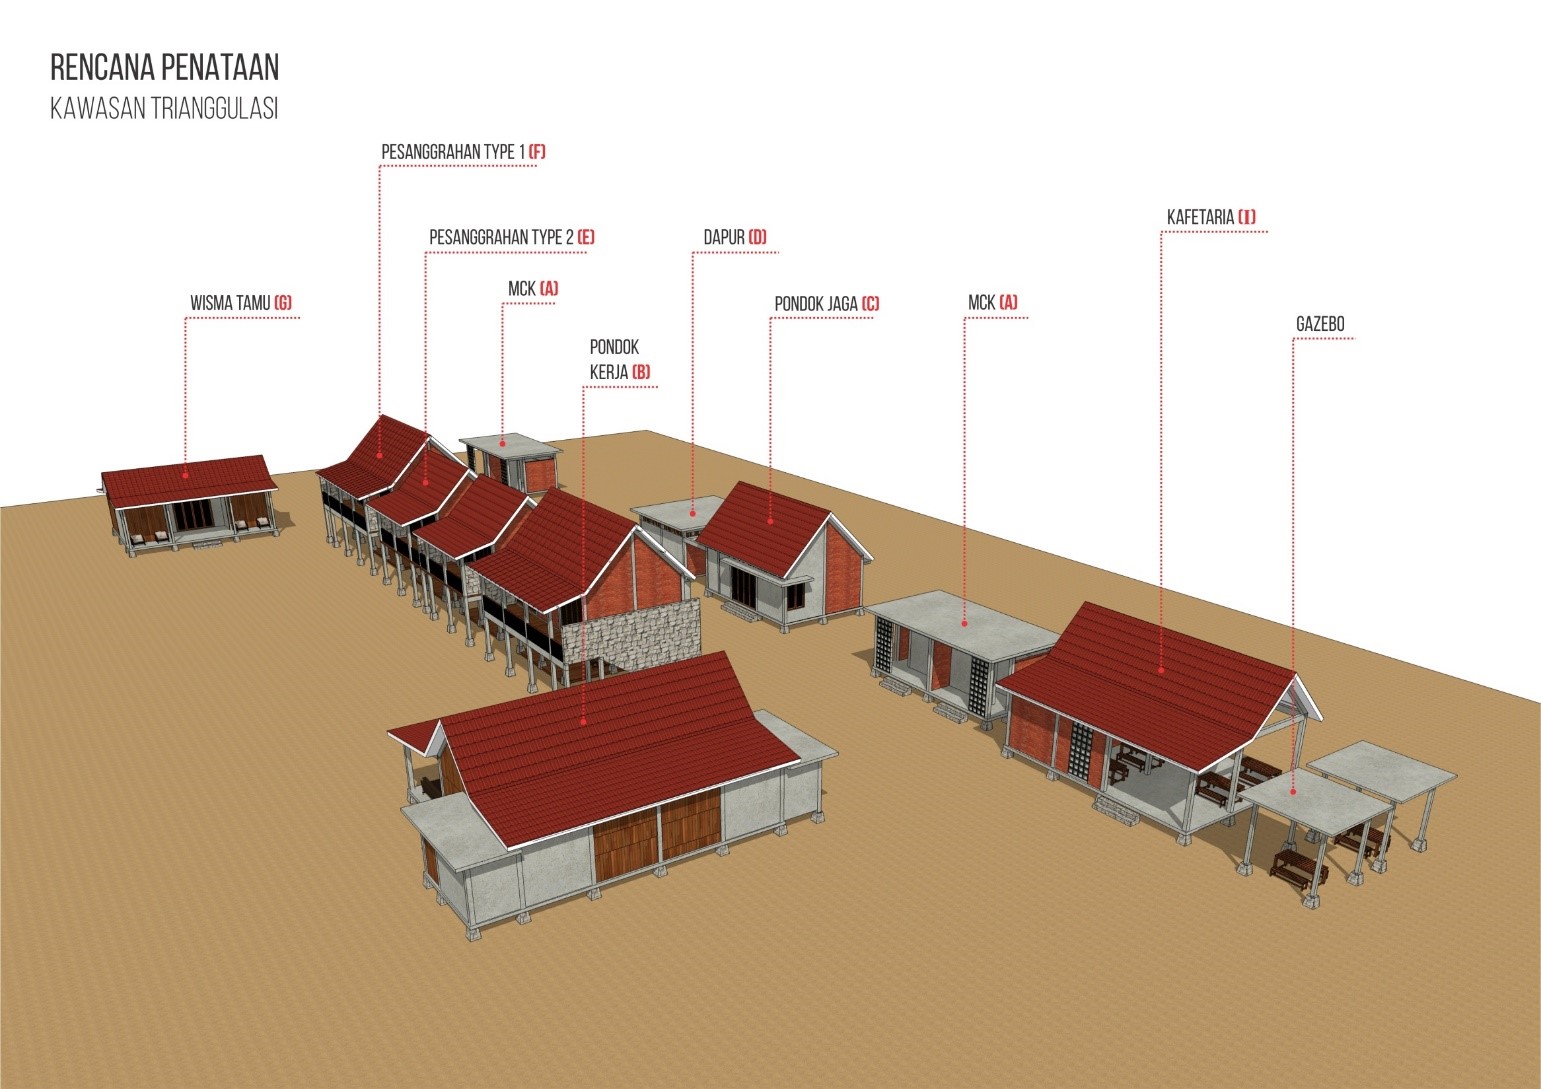 RENCANA PENATAAN
KAWASAN TRIANGGULASI
PESANGGRAHAN TYPE 1 (F)
KAFETARIA (I)
PESANGGRAHAN TYPE 2 (E)
DAPUR (D)
MCK (A)
WISMA TAMU (G)
PONDOK JAGA (C)
MCK (A)
GAZEBO
PONDOK
KERJA (B)